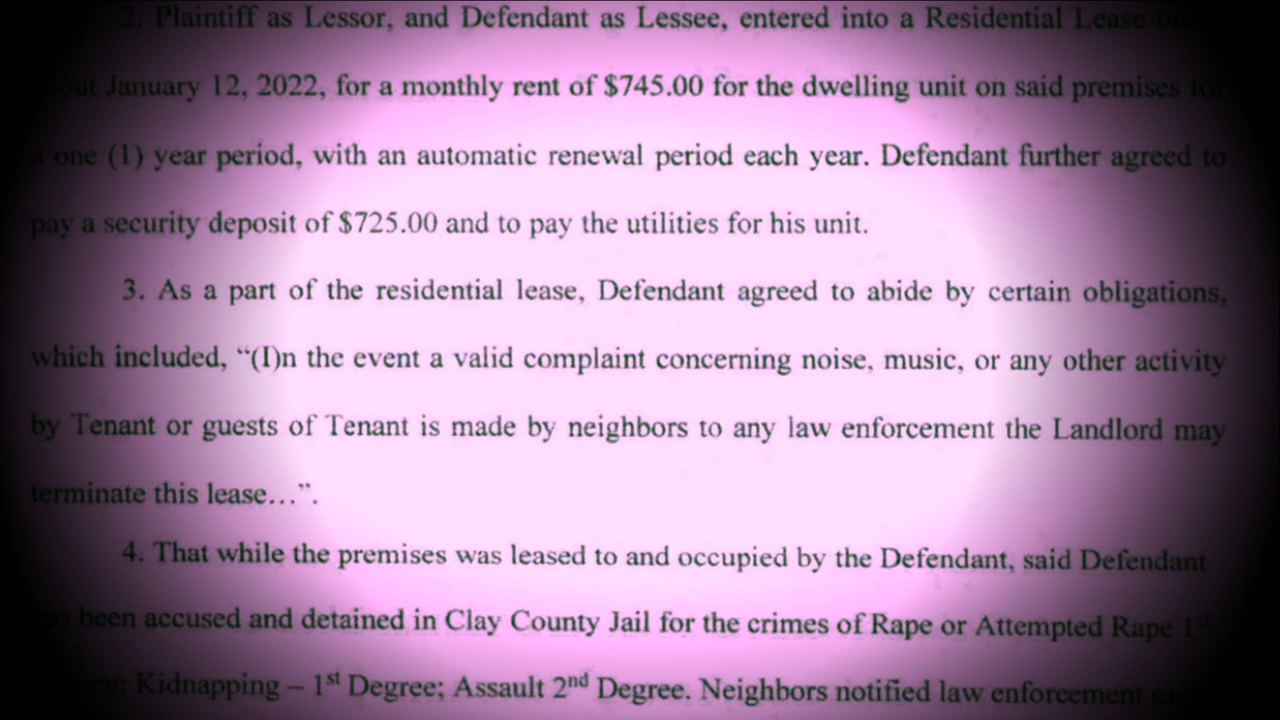 2. Plaintiff as Lessor, and Defendant as Lessee, entered into a Residential Lease on
January 12, 2022, for a monthly rent of $745.00 for the dwelling unit on said premises for
a one (1) year period, with an automatic renewal period each year. Defendant further agreed to
pay a security deposit of $725.00 and to pay the utilities for his unit.
3. As a part of the residential lease, Defendant agreed to abide by certain obligations,
which included, “(I)n the event a valid complaint concerning noise, music, or any other activity
by Tenant or guests of Tenant is made by neighbors to any law enforcement the Landlord may
terminate this lease…”.
4. That while the premises was leased to and occupied by the Defendant, said Defendant
been accused and detained in Clay County Jail for the crimes of Rape or Attempted Rape 1st
Kidnapping – 1st Degree; Assault 2nd Degree. Neighbors notified law enforcement